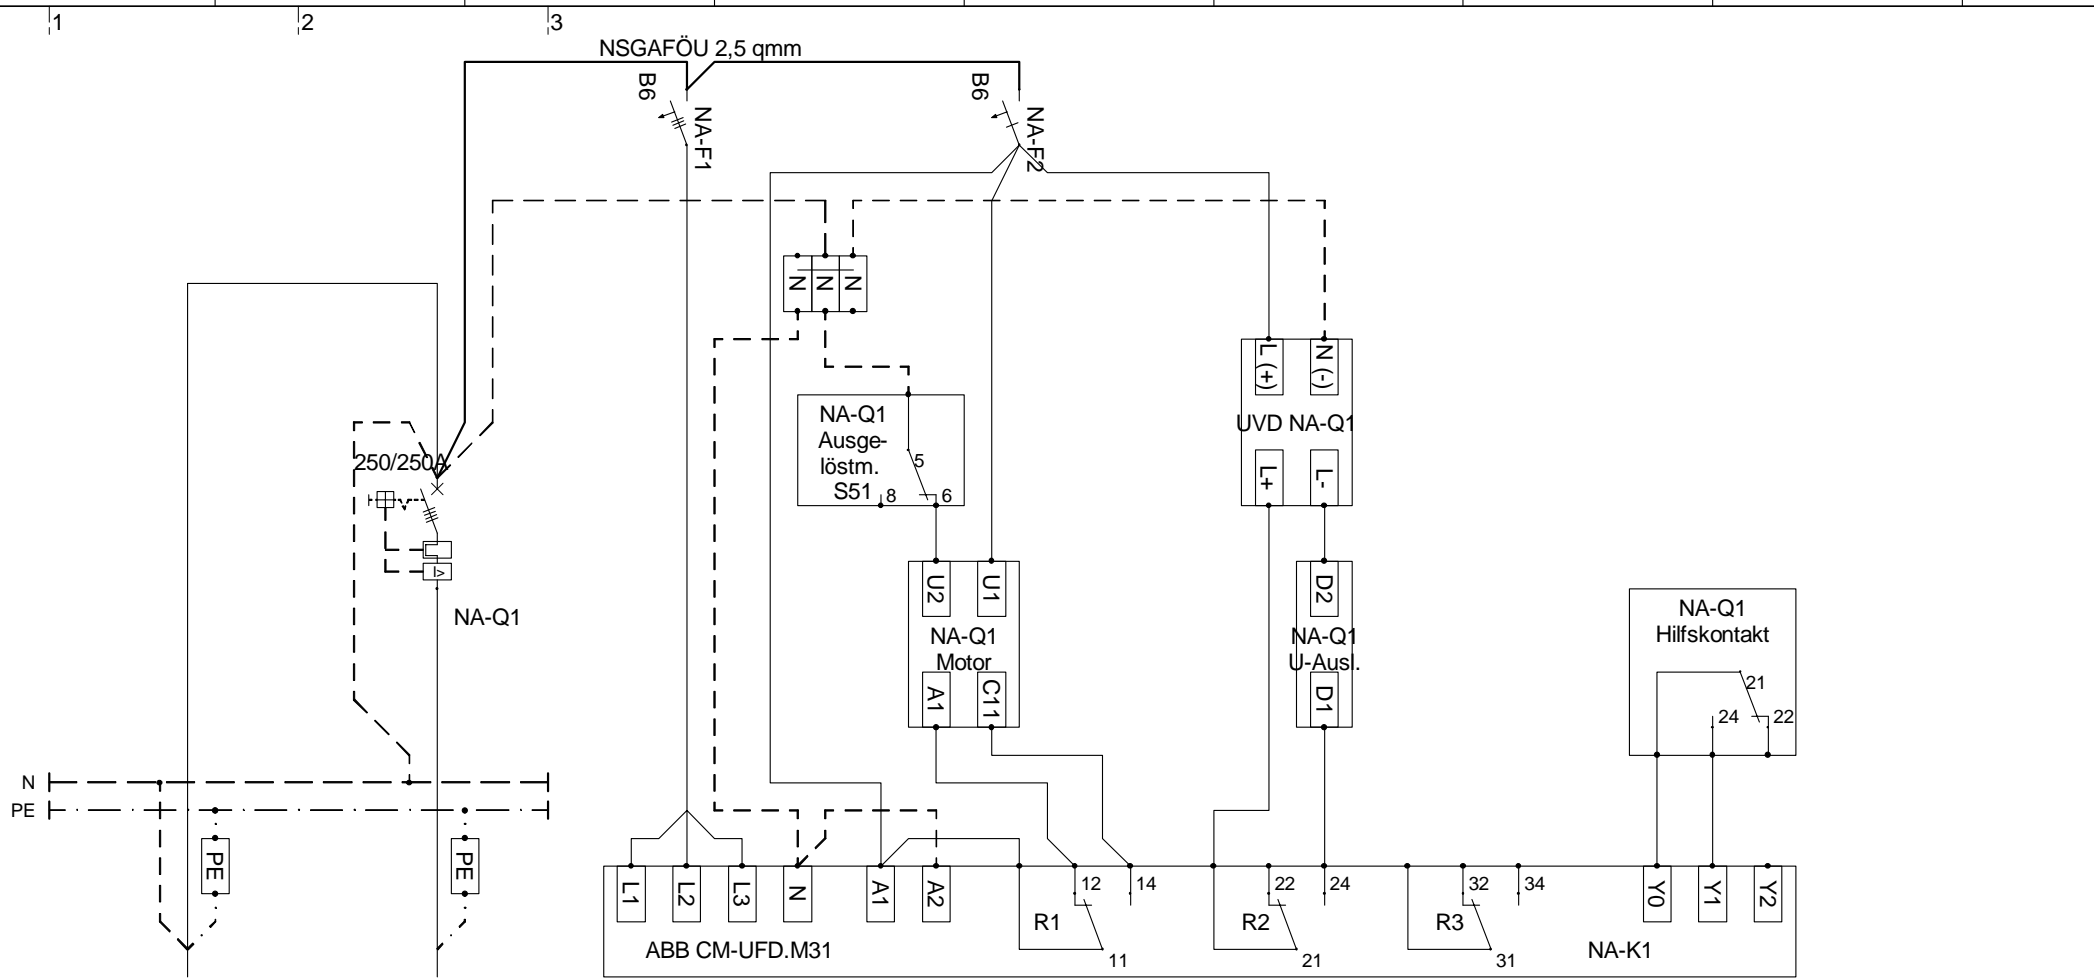 1
2
3
NSGAFÖU 2,5 qmm
B6
NA-F1
B6
NA-F2
N
N
N
L (+)
N (-)
UVD NA-Q1
L+
L-
NA-Q1
Ausge-
löstm.
S51
5
8
6
250/250A
I>
NA-Q1
U2
U1
NA-Q1
Motor
A1
C11
D2
NA-Q1
U-Ausl.
D1
NA-Q1
Hilfskontakt
21
24
22
N
PE
PE
PE
L1
L2
L3
N
A1
A2
12
14
R1
11
22
24
R2
21
32
34
R3
31
Y0
Y1
Y2
ABB CM-UFD.M31
NA-K1